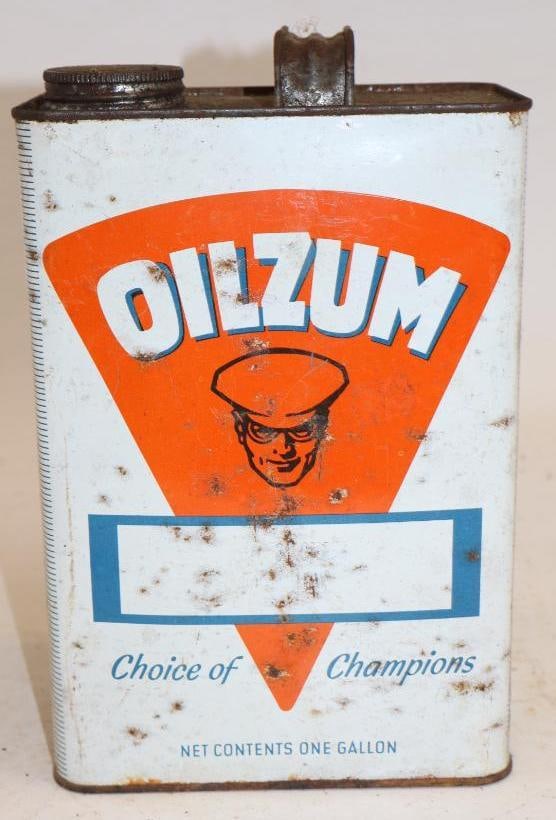 OILZUM
Choice of Champions
NET CONTENTS ONE GALLON